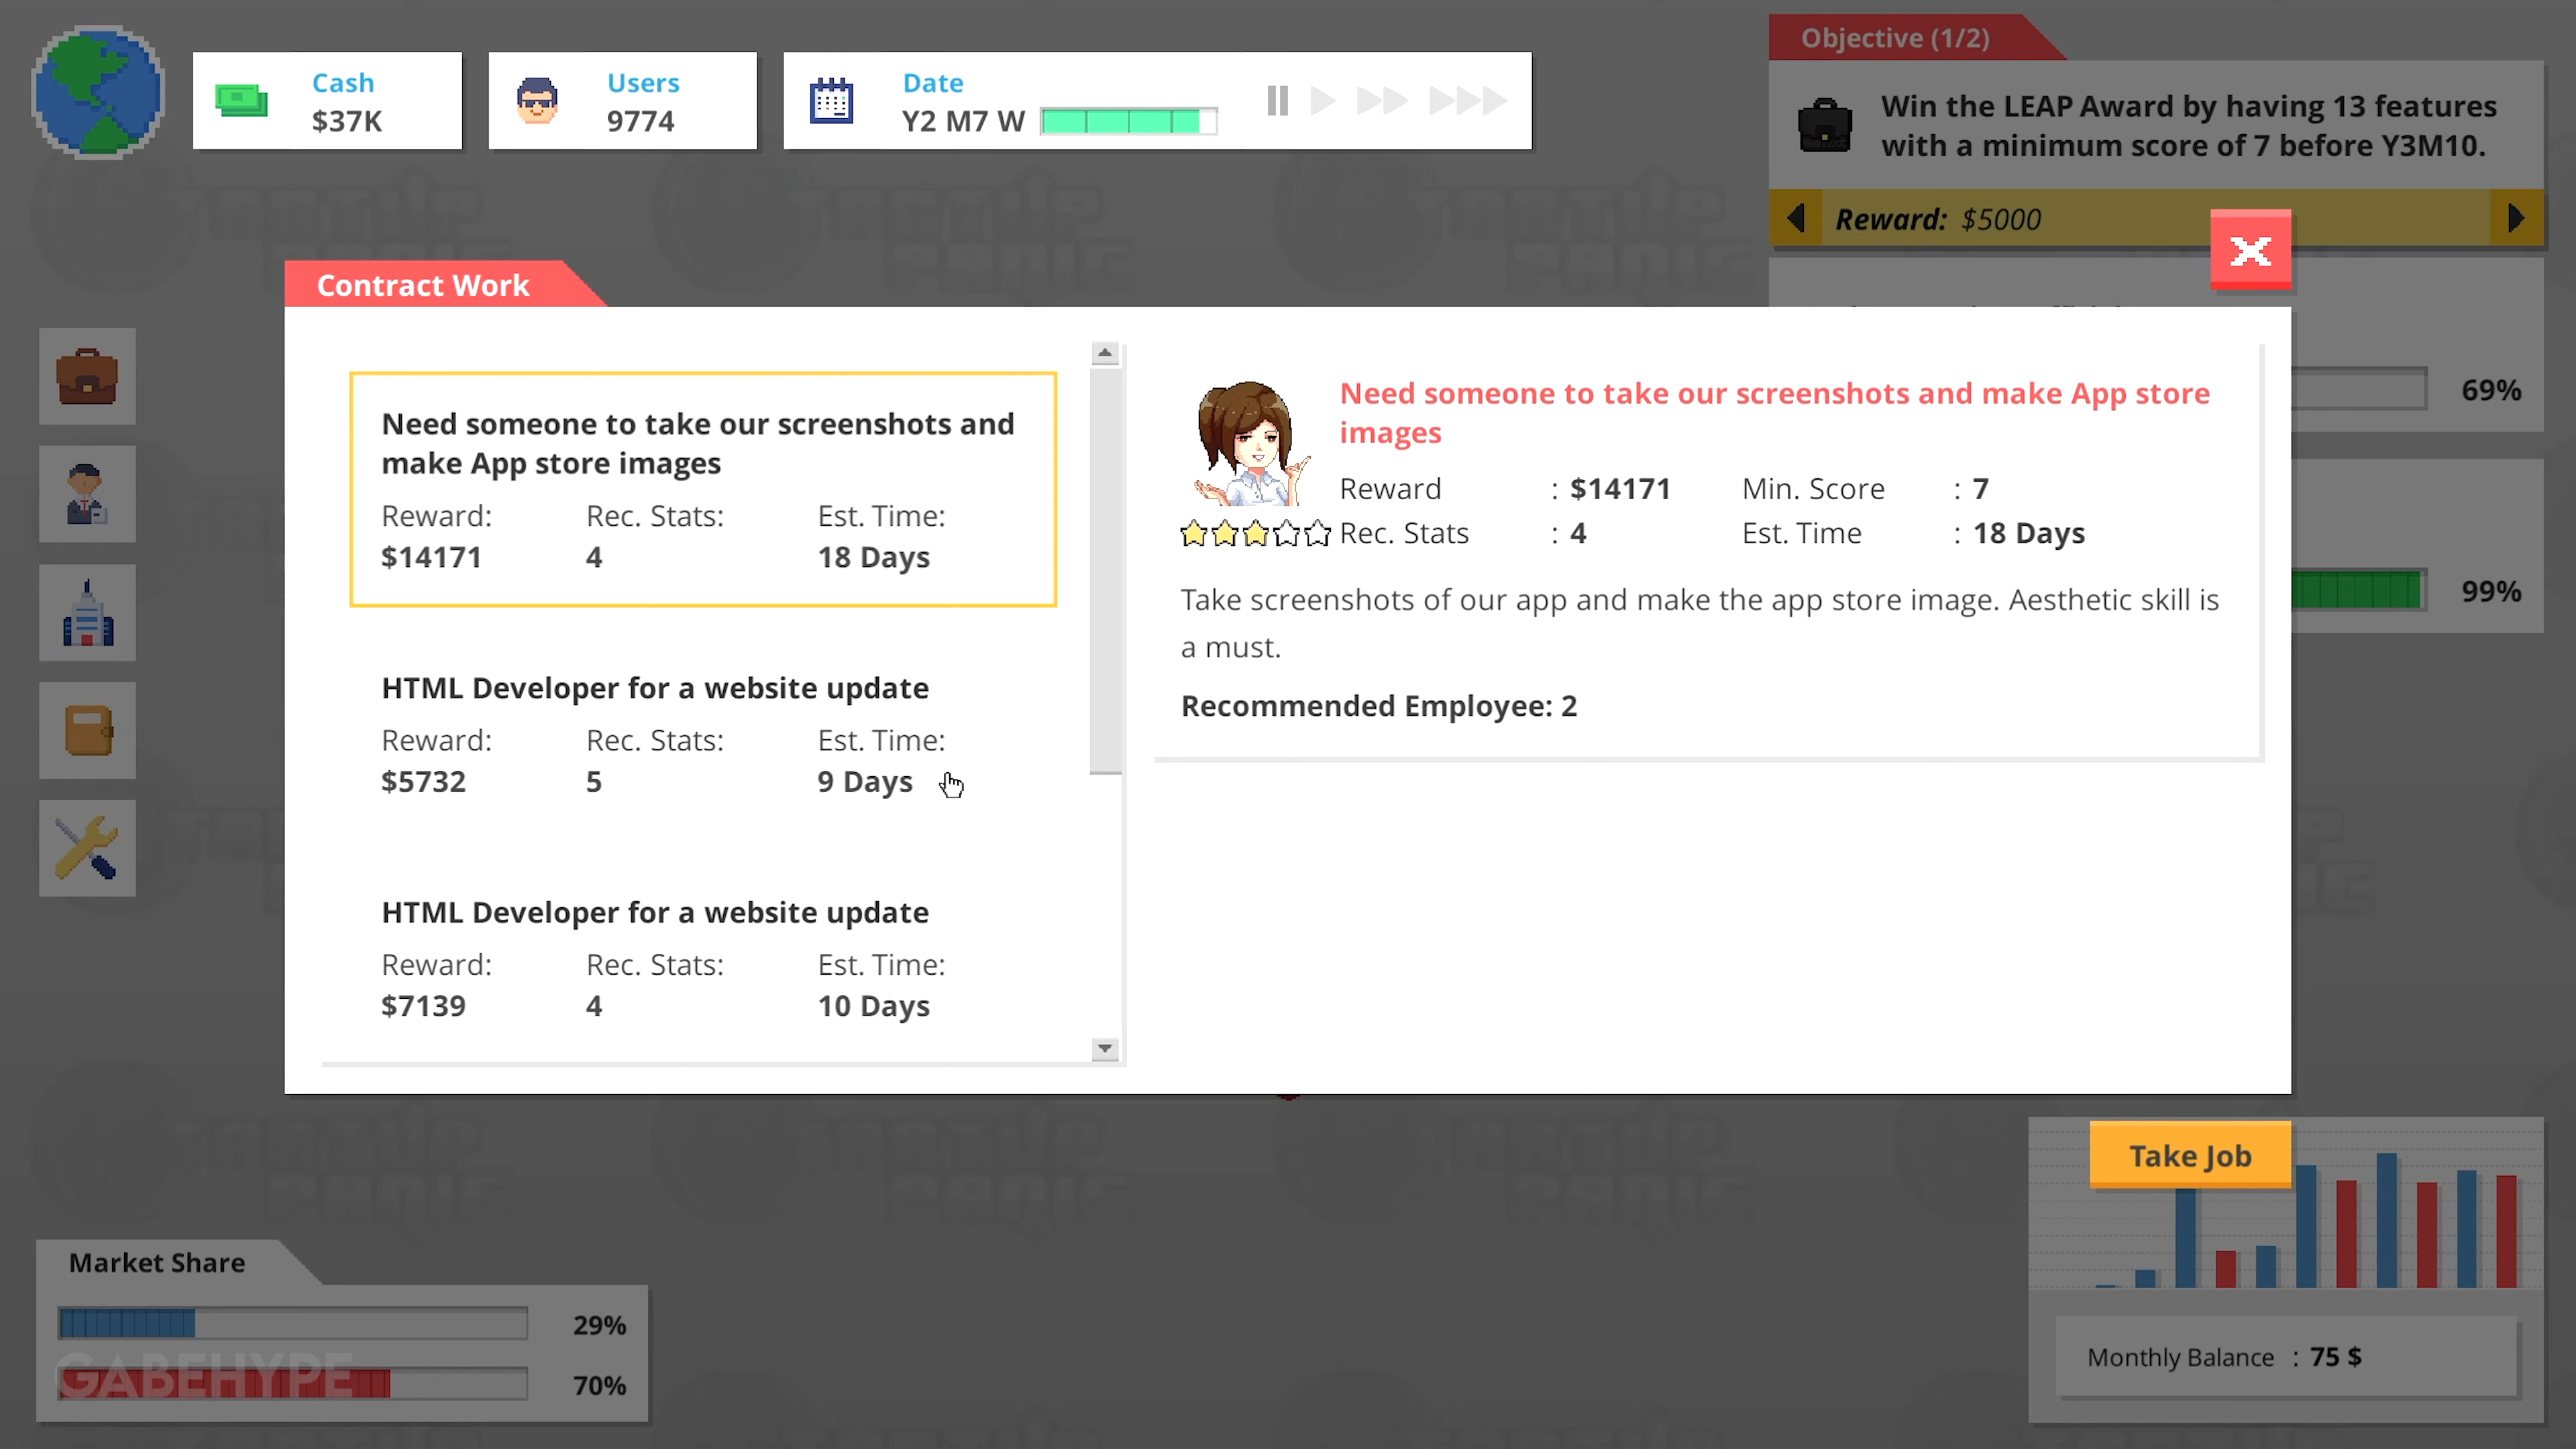 Cash
$37K
Users
9774
Date
Y2 M7 W
Objective (1/2)
Win the LEAP Award by having 13 features
with a minimum score of 7 before Y3M10.
Reward: $5000
Contract Work
Need someone to take our screenshots and
make App store images
Reward: Rec. Stats: Est. Time:
$14171 4 18 Days
HTML Developer for a website update
Reward: Rec. Stats: Est. Time:
$5732 5 9 Days
HTML Developer for a website update
Reward: Rec. Stats: Est. Time:
$7139 4 10 Days
Need someone to take our screenshots and make App store
images
Reward : $14171 Min. Score : 7
Rec. Stats : 4 Est. Time : 18 Days
Take screenshots of our app and make the app store image. Aesthetic skill is
a must.
Recommended Employee: 2
69%
99%
Take Job
Market Share
29%
70%
GABEHYPE
Monthly Balance : 75 $